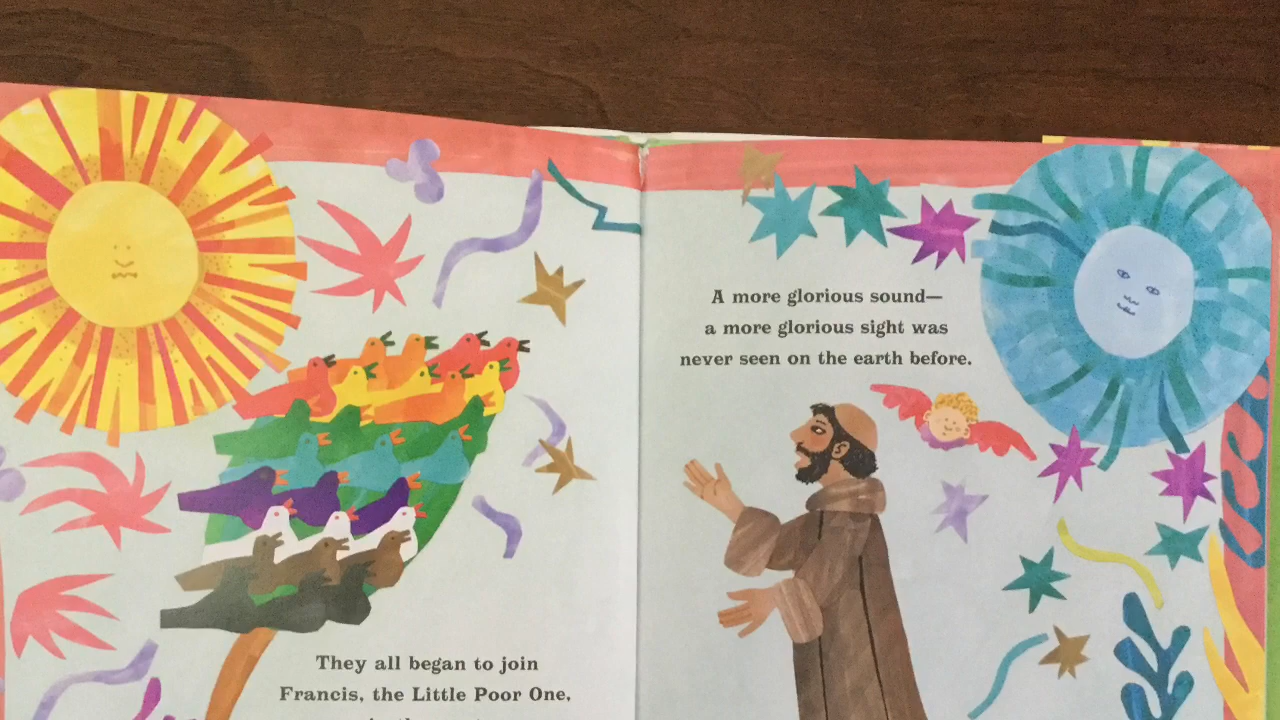 They all began to join
Francis, the Little Poor One,
A more glorious sound—
a more glorious sight was
never seen on the earth before.